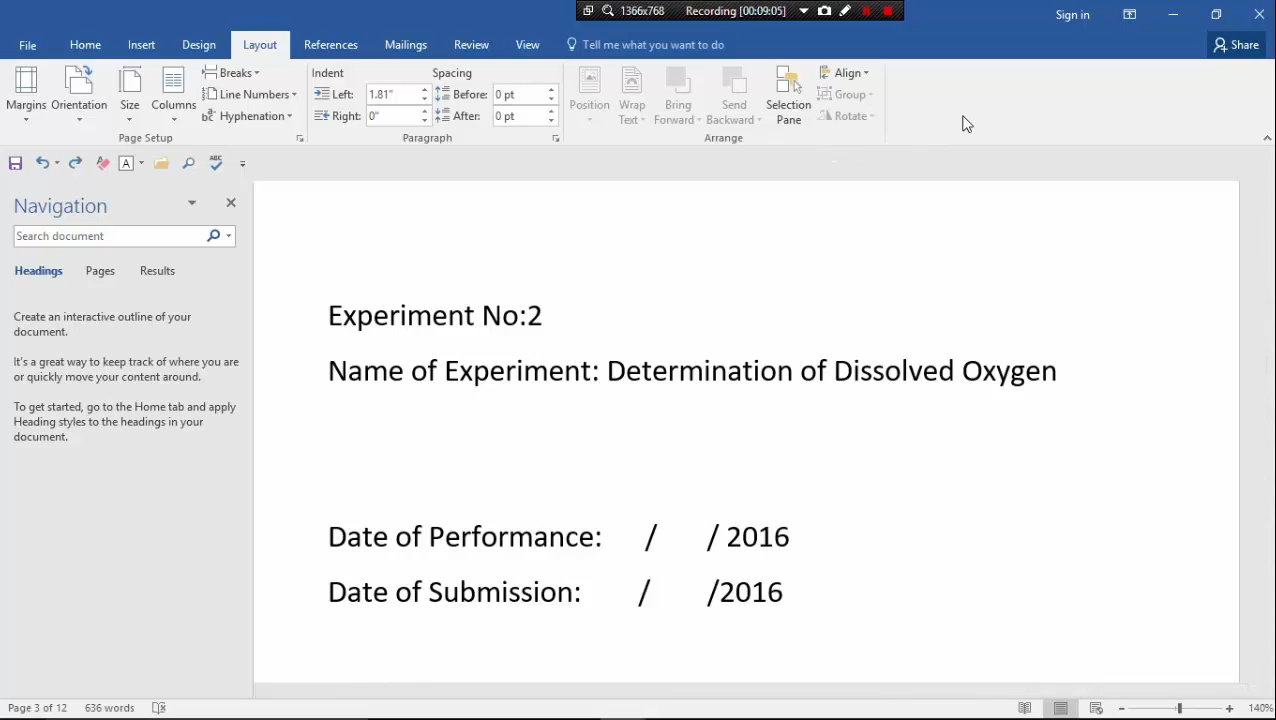 1366x768 Recording [00:09:05]
Sign in
File Home Insert Design Layout References Mailings Review View Tell me what you want to do Share
Margins Orientation Size Columns
Breaks
Line Numbers
Hyphenation
Page Setup
Indent Spacing
Left: 1.81" Before: 0 pt
Right: 0" After: 0 pt
Paragraph
Position
Wrap Text
Bring Forward
Send Backward
Selection Pane
Align
Group
Rotate
Arrange
A
ABC
Navigation
Search document
Headings Pages Results
Create an interactive outline of your
document.
It's a great way to keep track of where you are
or quickly move your content around.
To get started, go to the Home tab and apply
Heading styles to the headings in your
document.
Experiment No:2
Name of Experiment: Determination of Dissolved Oxygen
Date of Performance: / / 2016
Date of Submission: / /2016
Page 3 of 12 636 words 140%